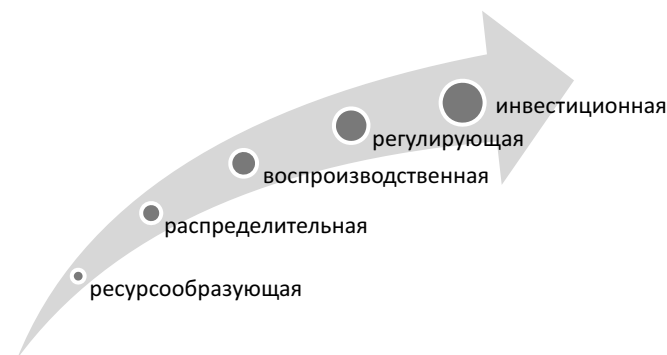 инвестиционная
регулирующая
воспроизводственная
распределительная
ресурсообразующая